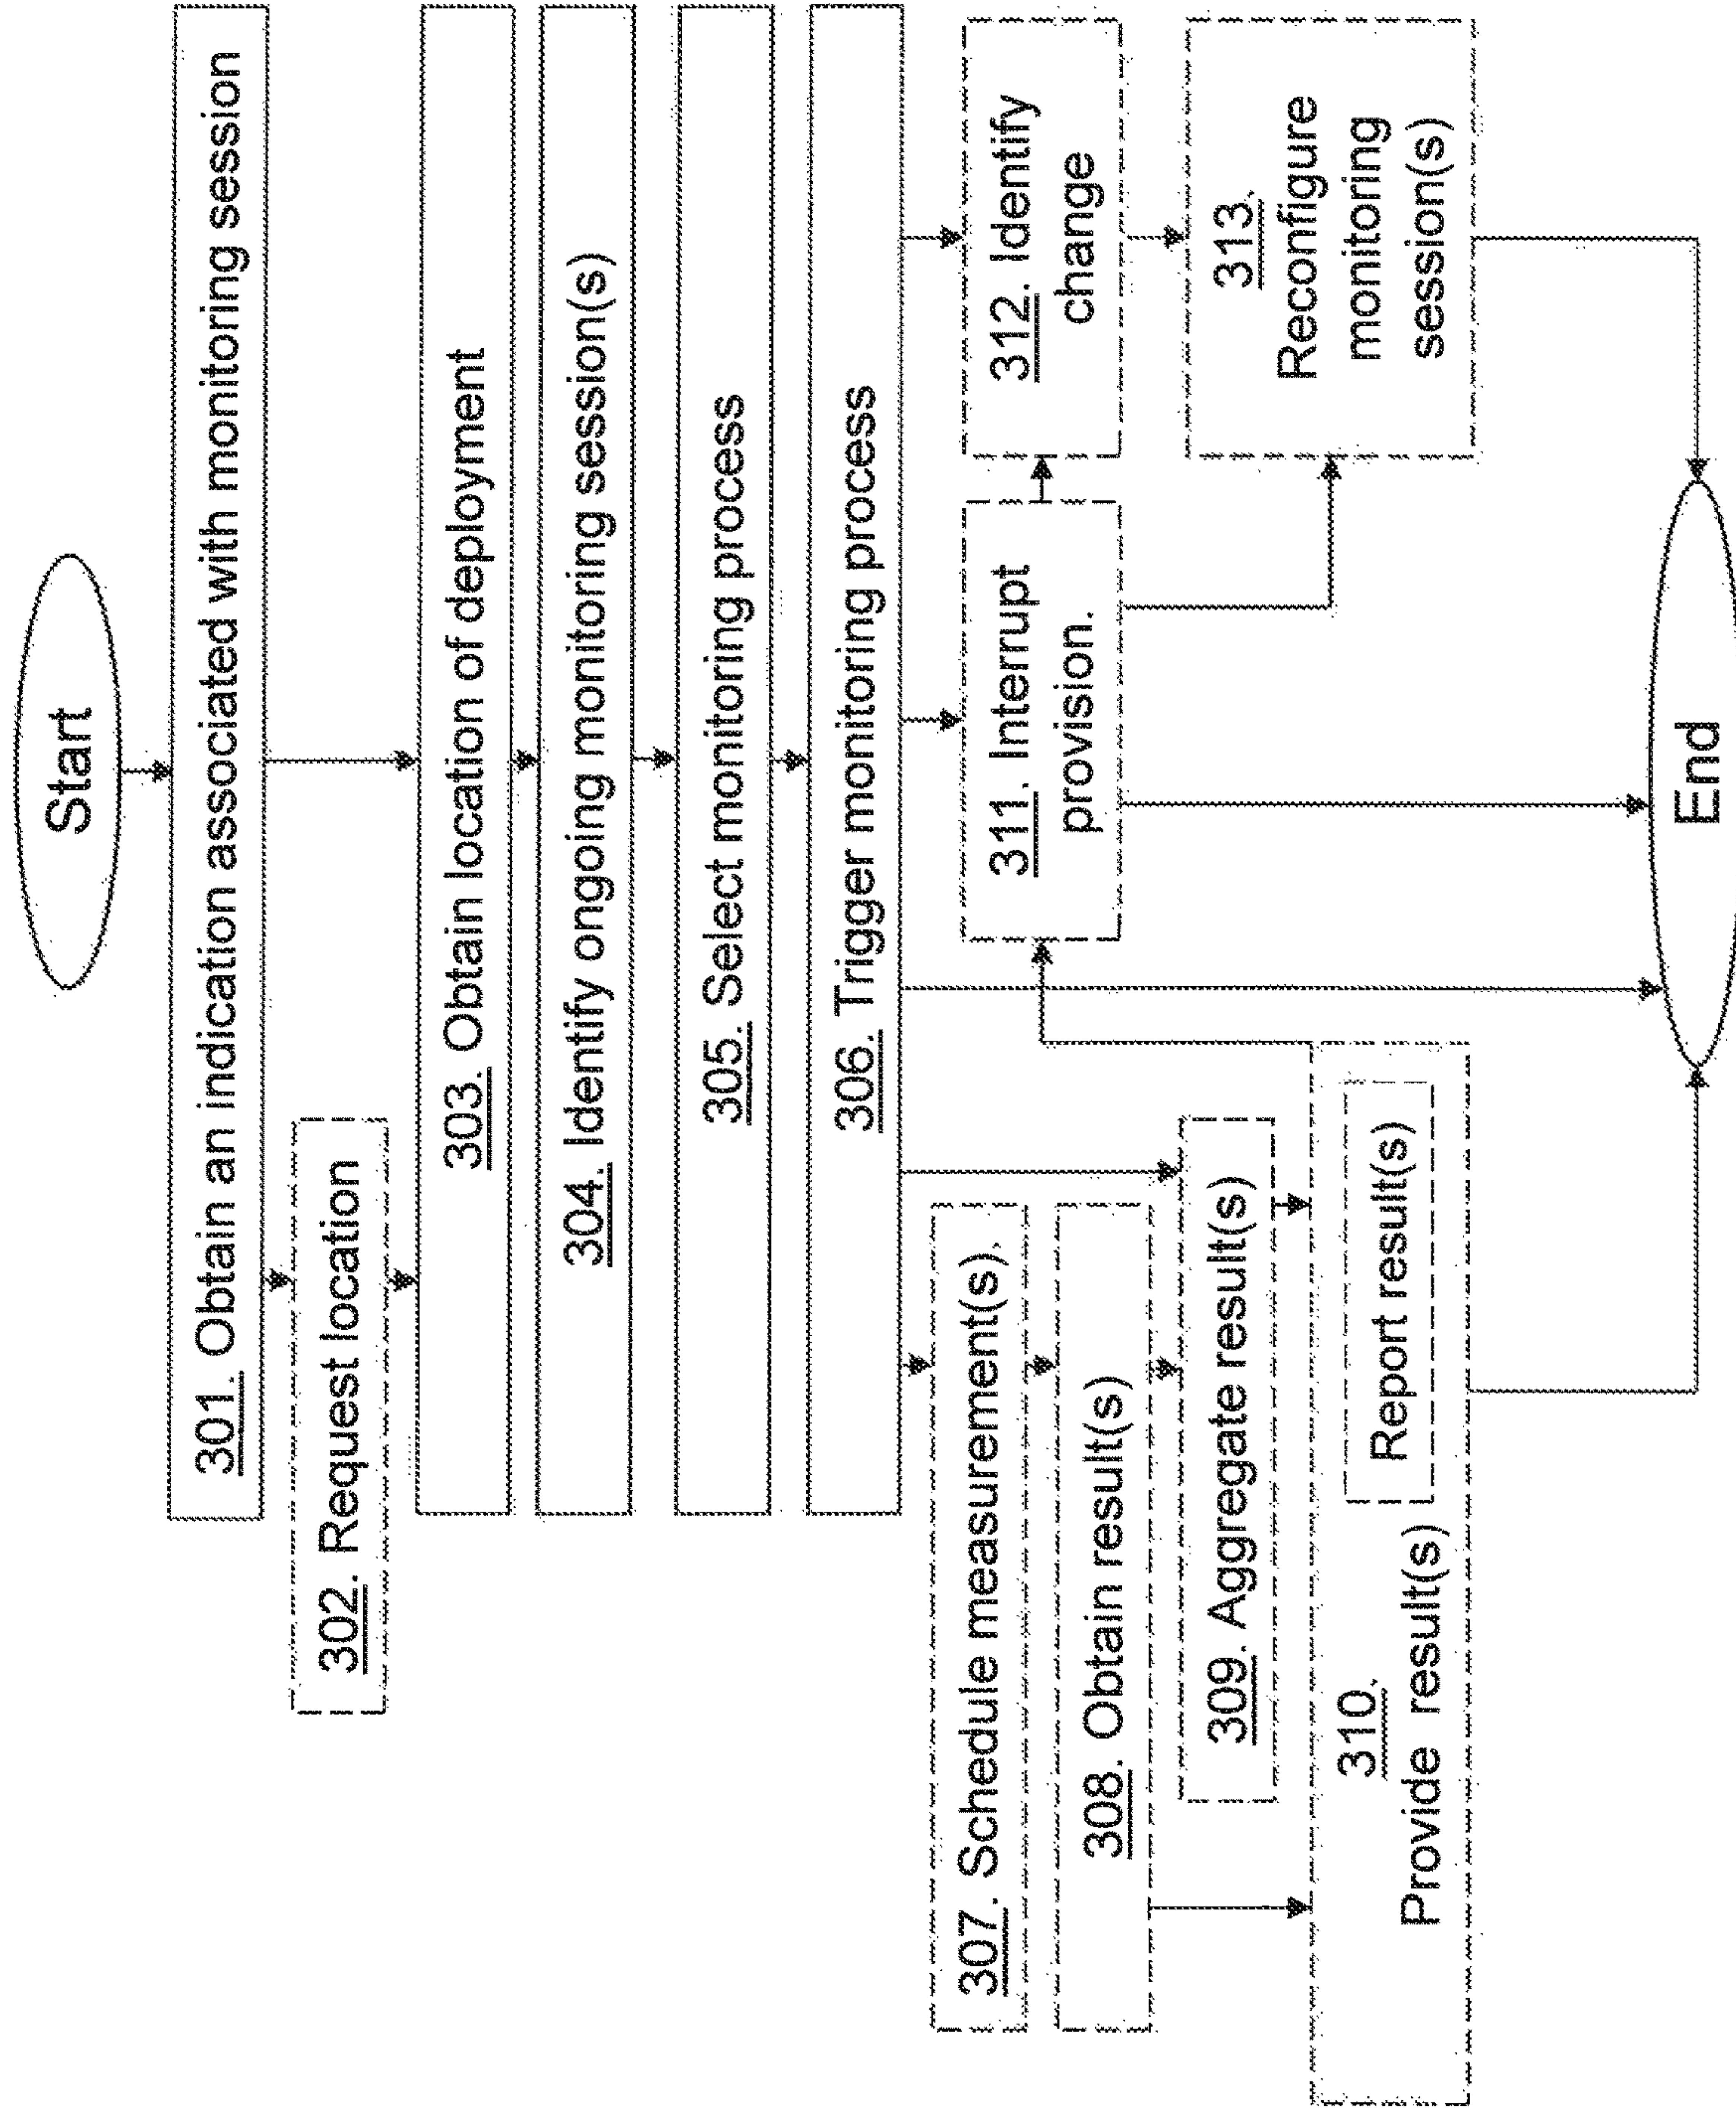 Start
301. Obtain an indication associated with monitoring session
302. Request location
303. Obtain location of deployment
304. Identify ongoing monitoring session(s)
305. Select monitoring process
306. Trigger monitoring process
307. Schedule measurement(s).
308. Obtain result(s)
309. Aggregate result(s)
310.
Provide result(s)
Report result(s)
311. Interrupt
provision.
312. Identify
change
313.
Reconfigure
monitoring
session(s)
End